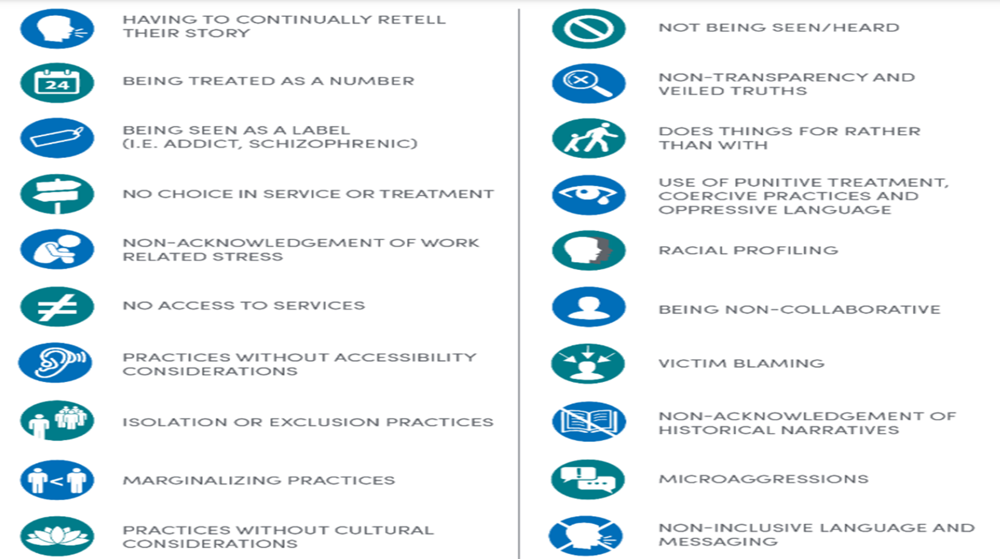 HAVING TO CONTINUALLY RETELL
THEIR STORY
24
BEING TREATED AS A NUMBER
BEING SEEN AS A LABEL
(I.E. ADDICT, SCHIZOPHRENIC)
NO CHOICE IN SERVICE OR TREATMENT
NON-ACKNOWLEDGEMENT OF WORK
RELATED STRESS
NO ACCESS TO SERVICES
PRACTICES WITHOUT ACCESSIBILITY
CONSIDERATIONS
ISOLATION OR EXCLUSION PRACTICES
MARGINALIZING PRACTICES
PRACTICES WITHOUT CULTURAL
CONSIDERATIONS
NOT BEING SEEN/HEARD
NON-TRANSPARENCY AND
VEILED TRUTHS
DOES THINGS FOR RATHER
THAN WITH
USE OF PUNITIVE TREATMENT,
COERCIVE PRACTICES AND
OPPRESSIVE LANGUAGE
RACIAL PROFILING
BEING NON-COLLABORATIVE
VICTIM BLAMING
NON-ACKNOWLEDGEMENT OF
HISTORICAL NARRATIVES
MICROAGGRESSIONS
NON-INCLUSIVE LANGUAGE AND
MESSAGING